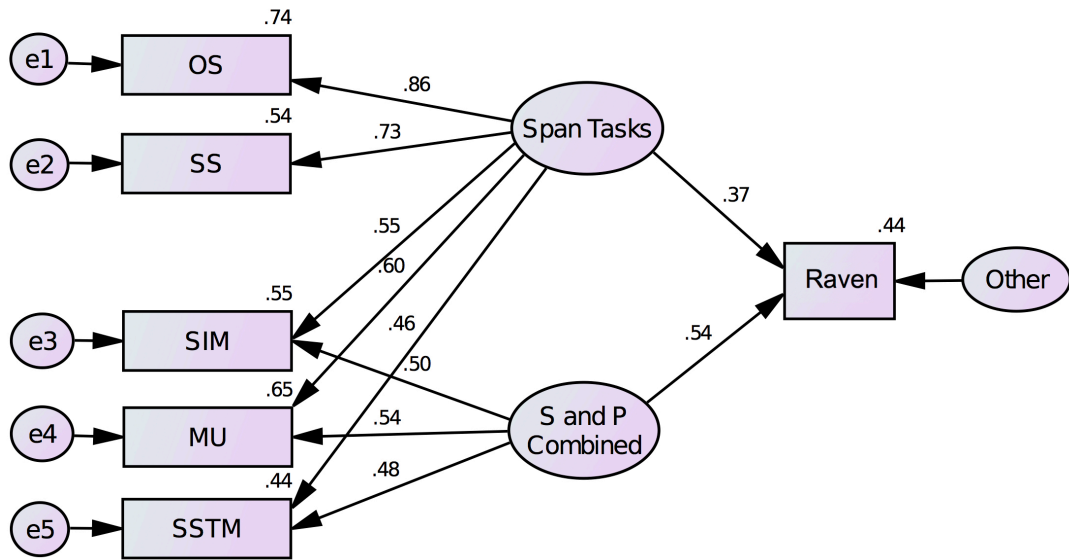 .74
e1
OS
.86
Span Tasks
.54
e2
SS
.73
.37
.55
.60
.44
Raven
Other
.55
e3
SIM
.46
.50
.54
.65
e4
MU
.54
S and P
Combined
.44
.48
e5
SSTM